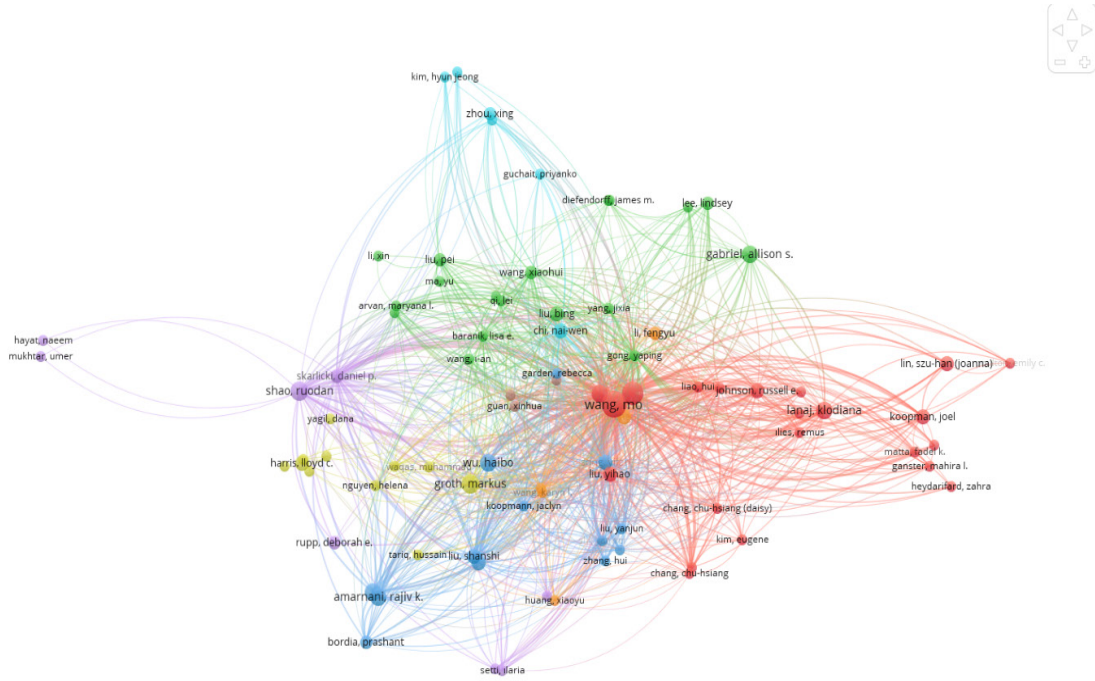 kim, hyun jeong
zhou, xing
guchait, priyanko
diefendorff, james m.
lee, lindsey
gabriel, allison s.
li, xin
liu, pei
wang, xiaohui
ma, yu
qi, lei
arvan, maryana l.
liu, bing
yang, jixia
chi, nai-wen
li, fengyu
baranik, lisa e.
hayat, naeem
mukhtar, umer
wang, i-an
gong, yaping
lin, szu-han (joanna)
garden, rebecca
skarlicki, daniel p.
shao, ruodan
liao, hui
johnson, russell e.
guan, xinhua
wang, mo
lanaj, klodiana
koopman, joel
yagil, dana
ilies, remus
matta, fadel k.
harris, lloyd c.
waqas, muhammad
wu, haibo
ganster, mahira l.
liu, yihao
nguyen, helena
groth, markus
heydarifard, zahra
koopmann, jaclyn
chang, chu-hsiang (daisy)
liu, yanjun
rupp, deborah e.
kim, eugene
tariq, hussain
liu, shanshi
zhang, hui
chang, chu-hsiang
amarnani, rajiv k.
huang, xiaoyu
bordia, prashant
setti, ilaria